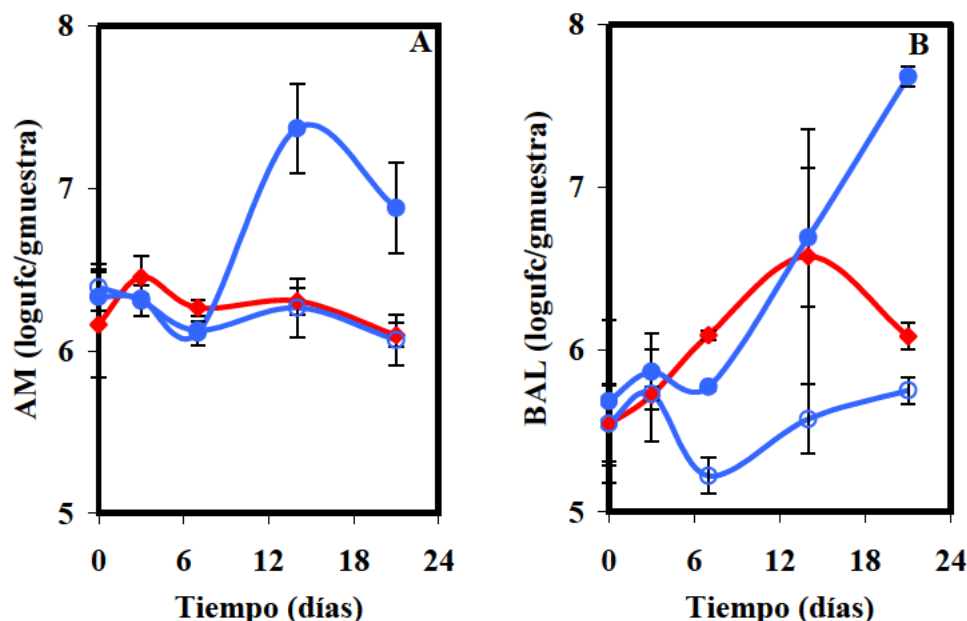 A
AM (logufc/gmuestra)
8
7
6
5
0 6 12 18 24
Tiempo (días)
B
BAL (logufc/gmuestra)
8
7
6
5
0 6 12 18 24
Tiempo (días)